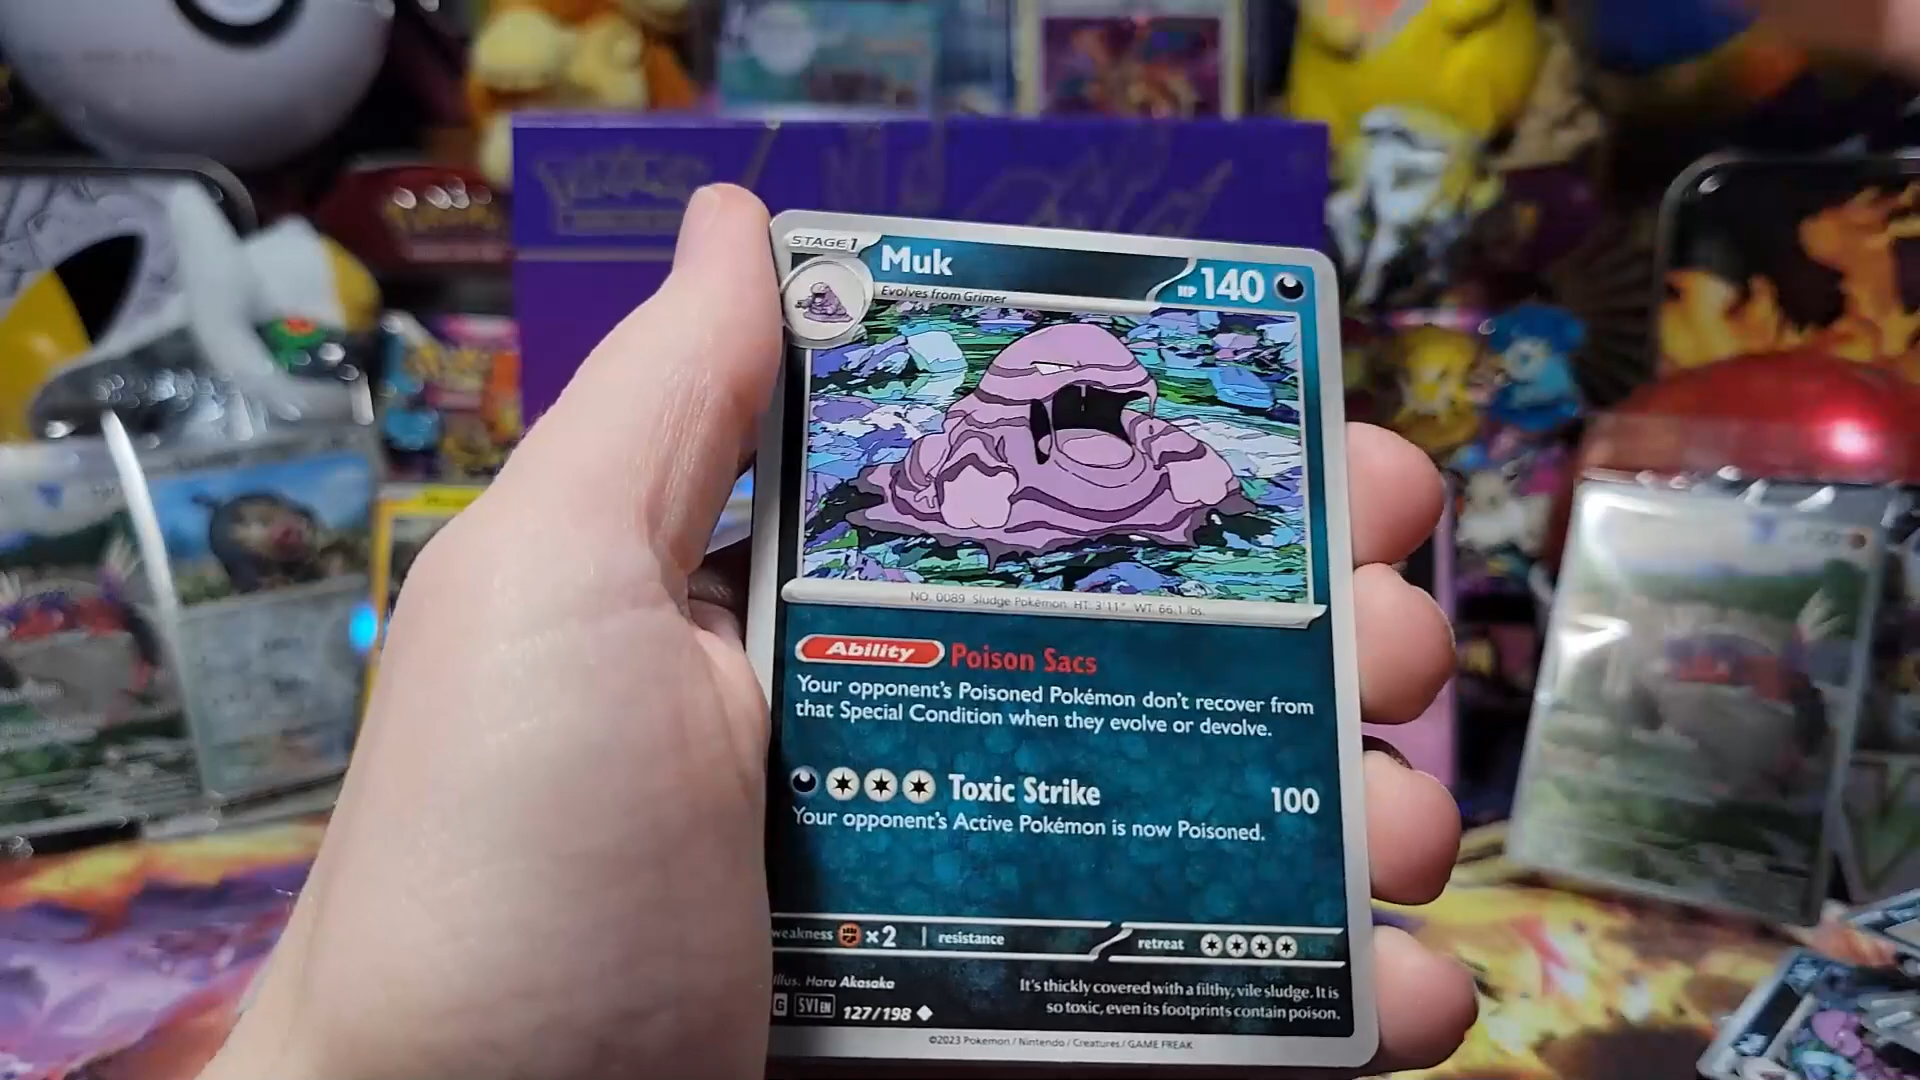 Pokémon
STAGE 1
Muk
HP 140
Evolves from Grimer
NO. 0089 Sludge Pokémon HT: 3'11" WT: 66.1 lbs.
Ability Poison Sacs
Your opponent's Poisoned Pokémon don't recover from
that Special Condition when they evolve or devolve.
Toxic Strike 100
Your opponent's Active Pokémon is now Poisoned.
weakness ×2 resistance retreat
Illus. Haru Akasaka
It's thickly covered with a filthy, vile sludge. It is
so toxic, even its footprints contain poison.
G SVI EN 127/198
©2023 Pokémon / Nintendo / Creatures / GAME FREAK